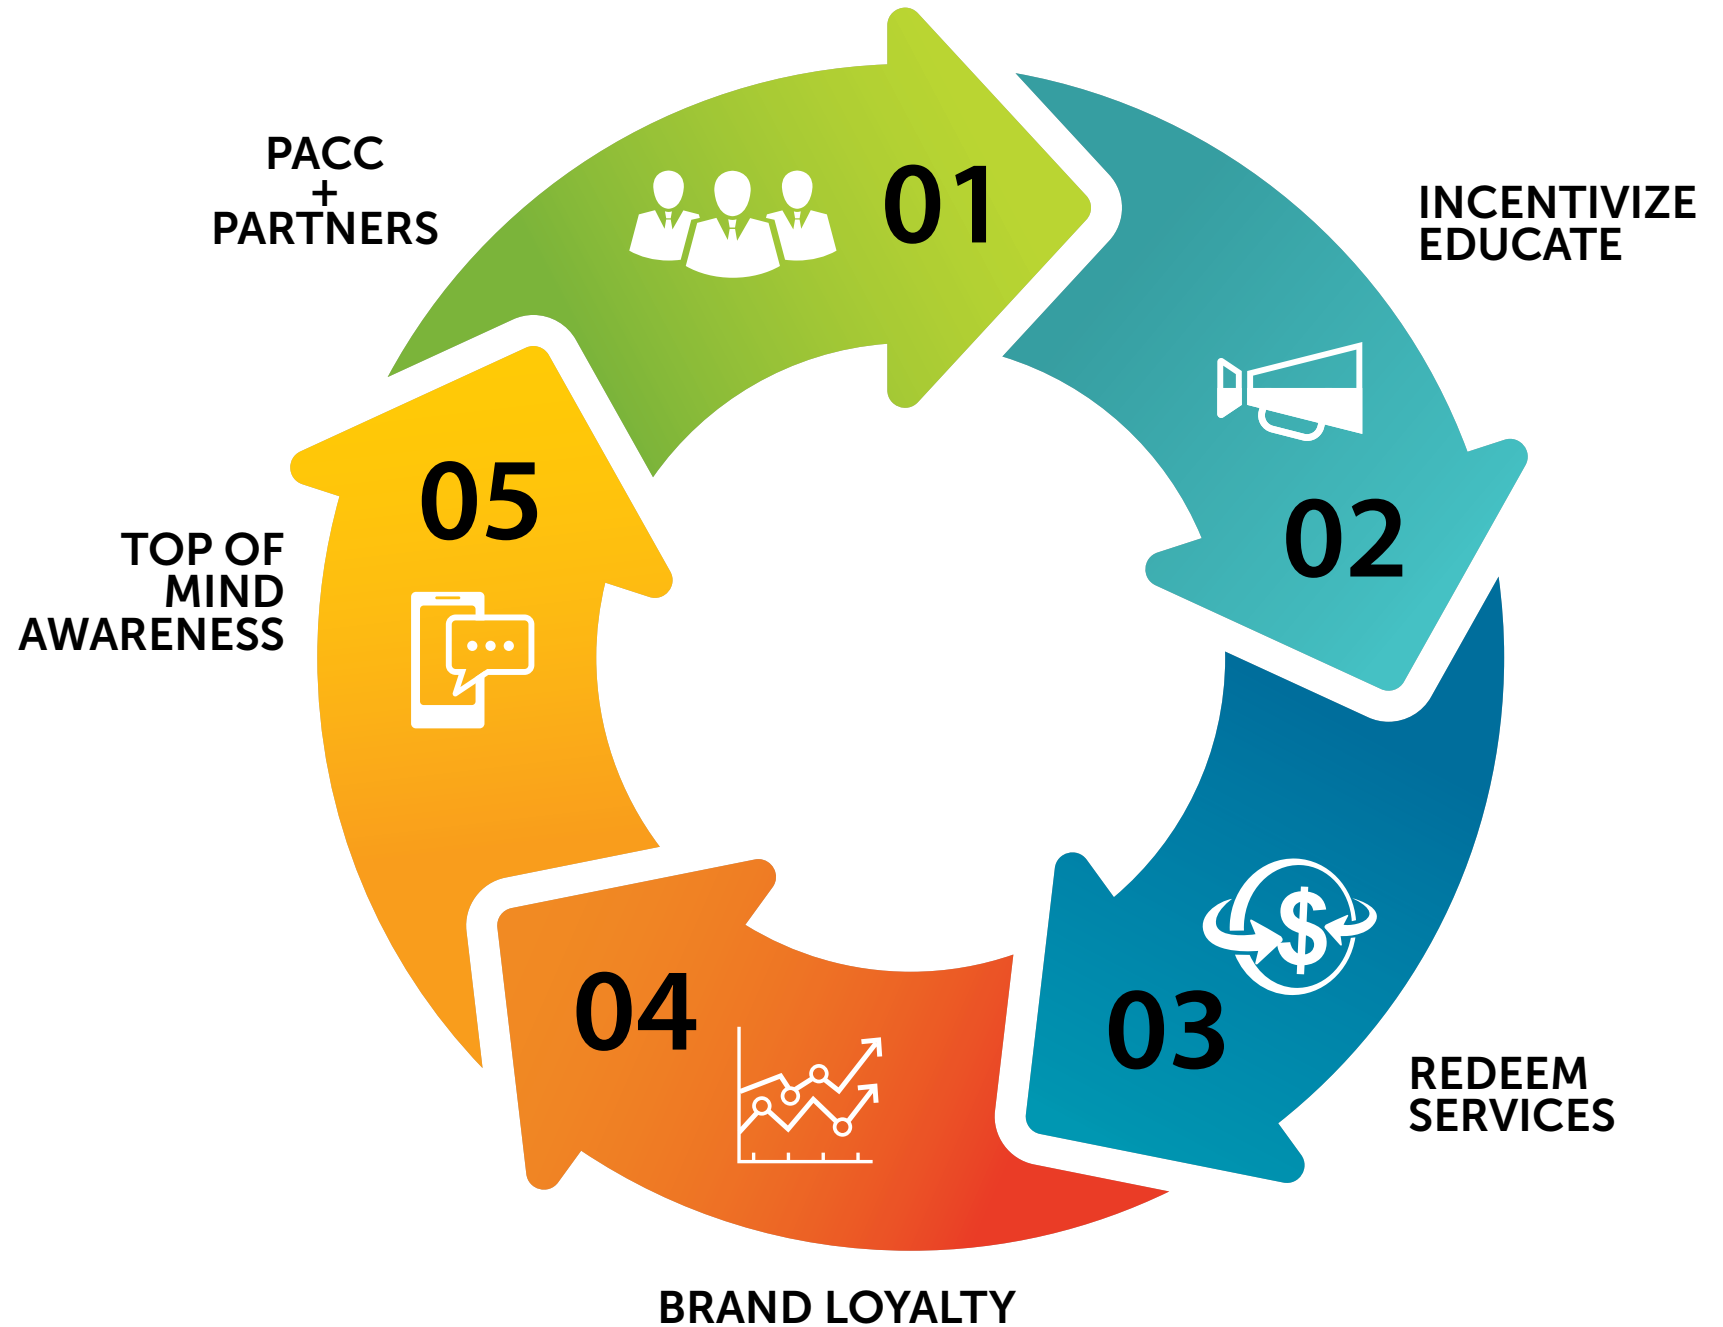 PACC
+
PARTNERS
01
INCENTIVIZE
EDUCATE
02
REDEEM
SERVICES
03
BRAND LOYALTY
04
TOP OF
MIND
AWARENESS
05
$